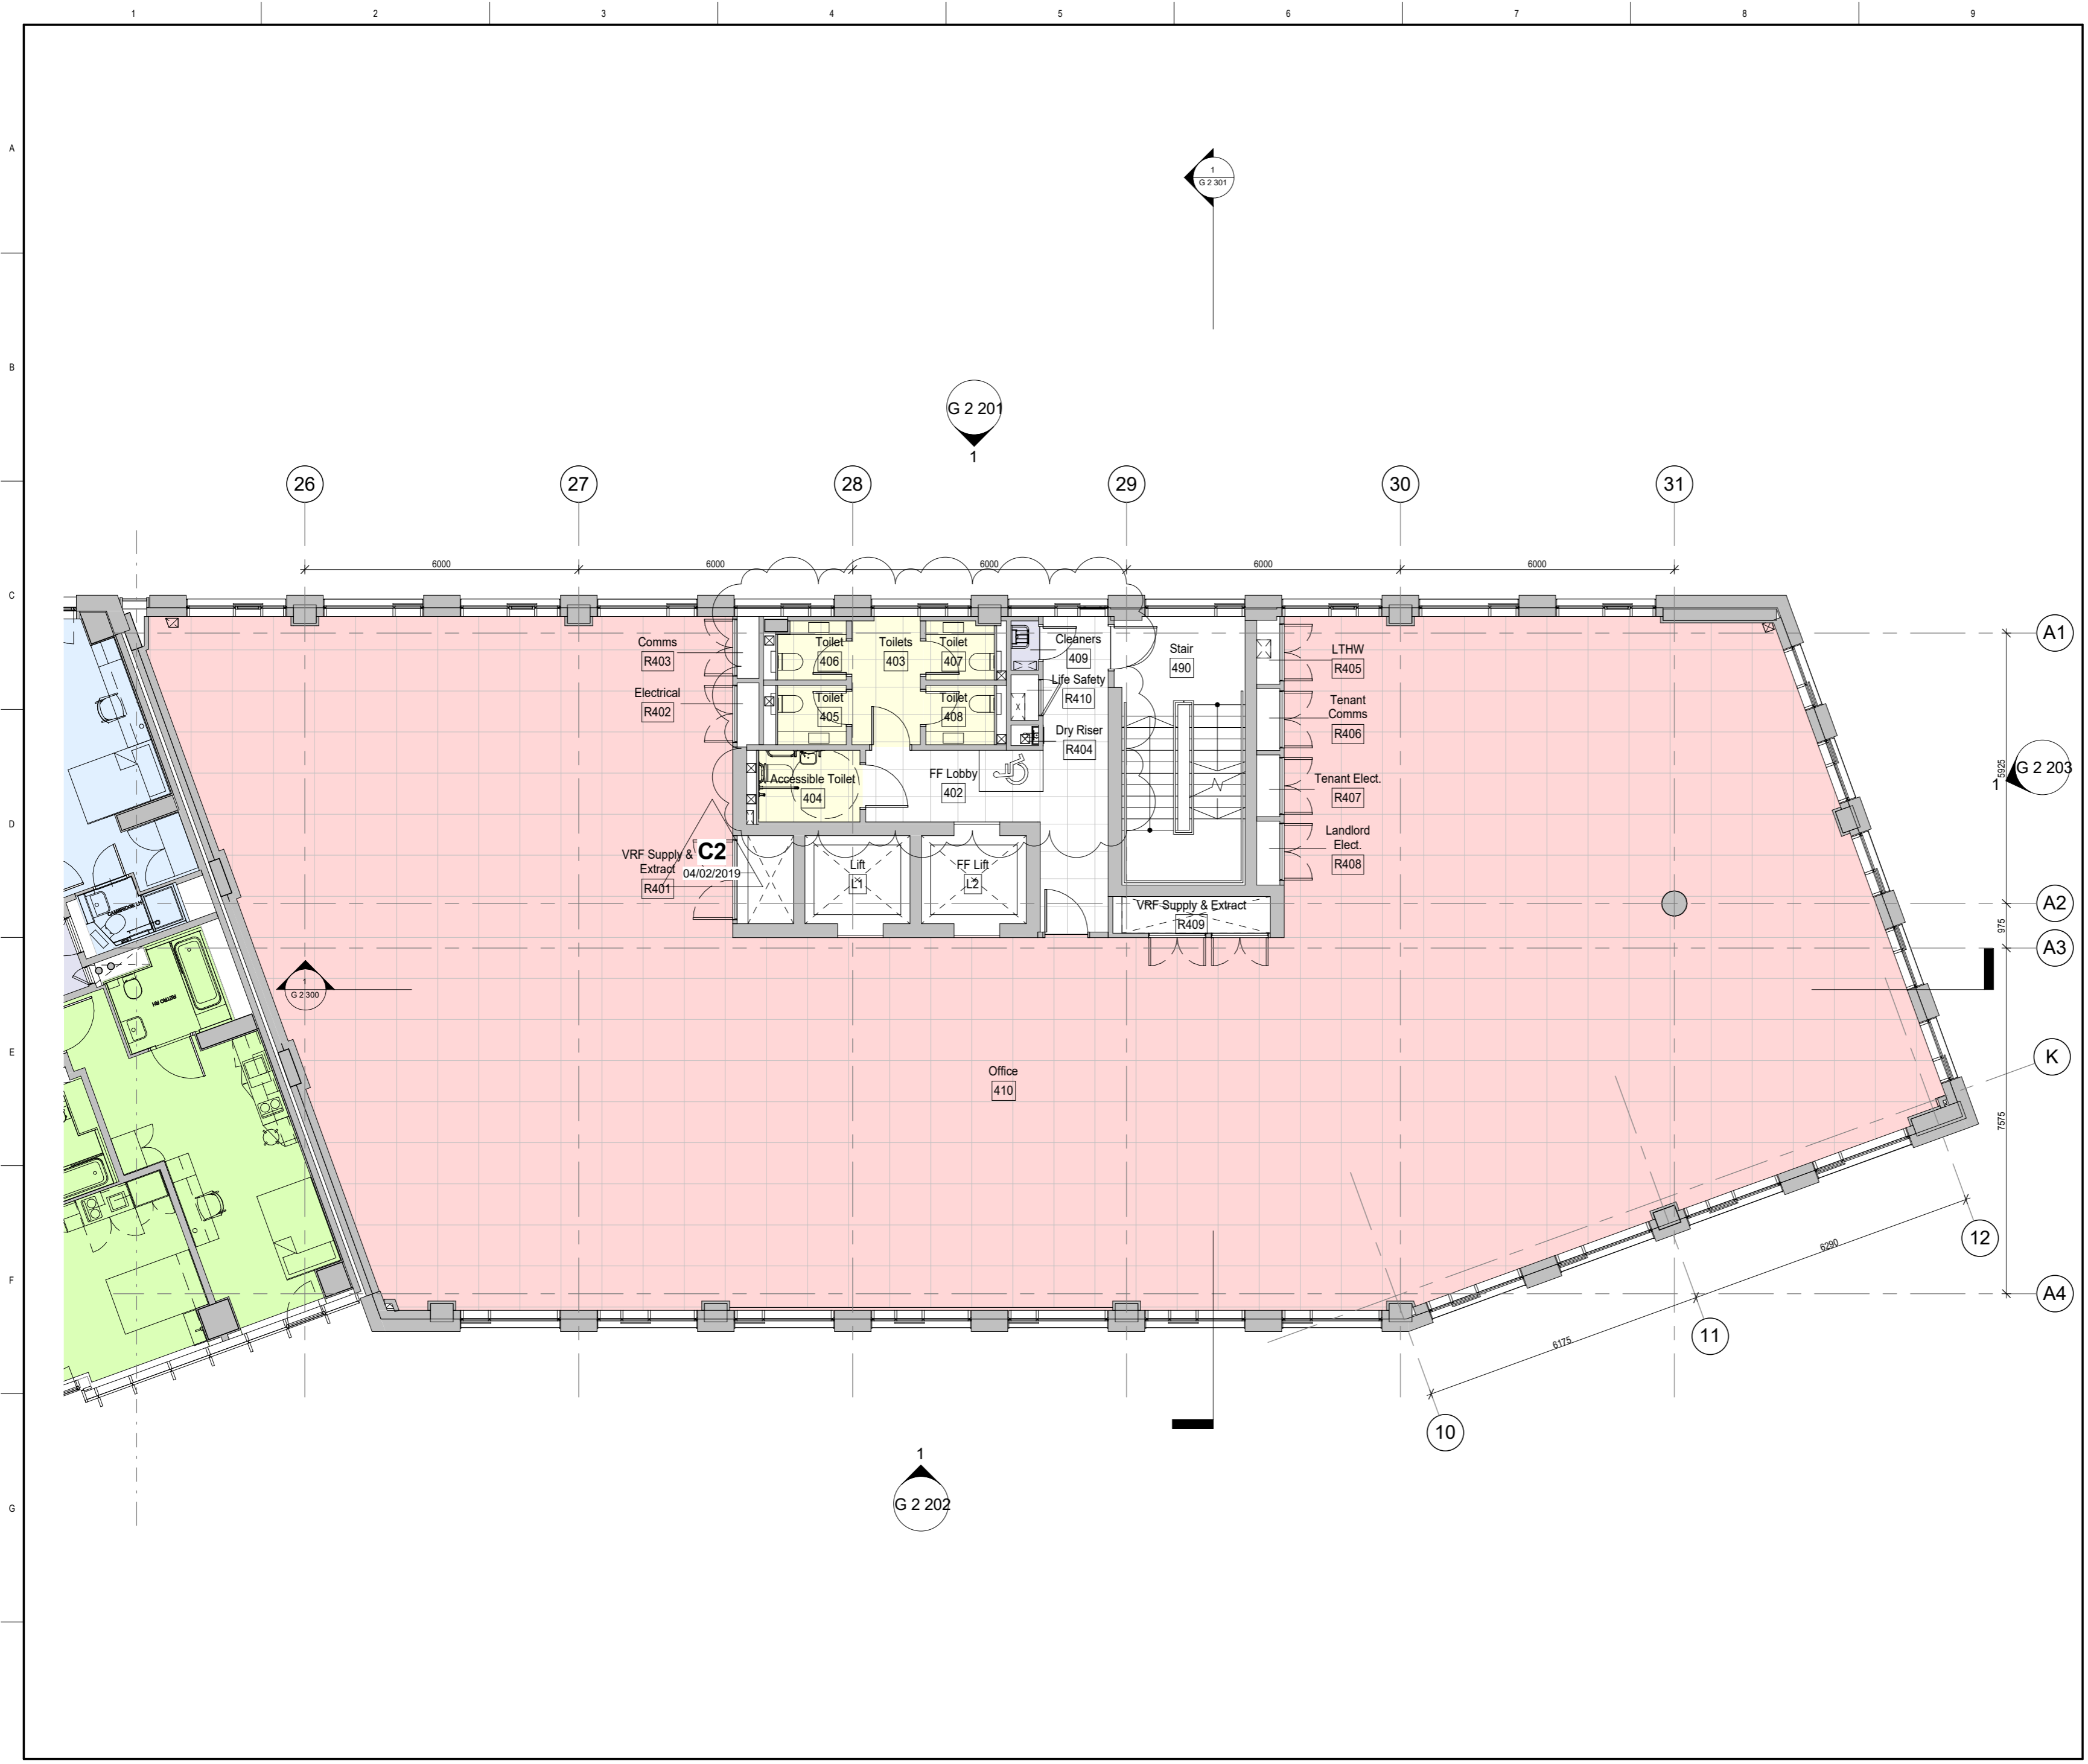 1 2 3 4 5 6 7 8 9
A
1
G 2 301
B
G 2 201
1
26 27 28 29 30 31
6000 6000 6000 6000 6000
C
A1
Comms
R403
Toilet
406
Toilets
403
Toilet
407
Cleaners
409
Stair
490
LTHW
R405
Electrical
R402
Toilet
405
Toilet
408
Life Safety
R410
Tenant
Comms
R406
Dry Riser
R404
Accessible Toilet
404
FF Lobby
402
Tenant Elect.
R407
5925
G 2 203
1
D
Landlord
Elect.
R408
VRF Supply &
Extract
R401
C2
04/02/2019
Lift
L1
FF Lift
L2
VRF Supply & Extract
R409
A2
975
A3
1
G 2 300
E
K
Office
410
7575
12
6290
F
A4
11
6175
10
1
G 2 202
G